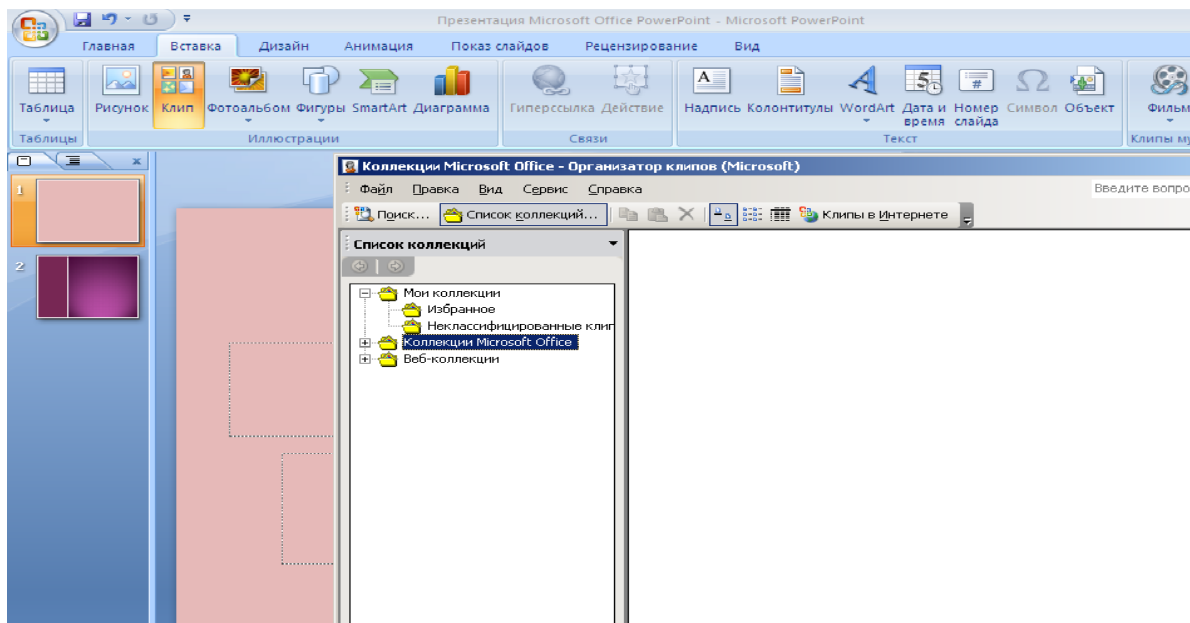 Презентация Microsoft Office PowerPoint - Microsoft PowerPoint
Главная Вставка Дизайн Анимация Показ слайдов Рецензирование Вид
Таблица Рисунок Клип Фотоальбом Фигуры SmartArt Диаграмма Гиперссылка Действие Надпись Колонтитулы WordArt Дата и время Номер слайда Символ Объект Фильм
Таблицы Иллюстрации Связи Текст Клипы му
Коллекции Microsoft Office - Организатор клипов (Microsoft)
Файл Правка Вид Сервис Справка Введите вопро
Поиск... Список коллекций... Клипы в Интернете
Список коллекций
1
2
Мои коллекции
Избранное
Неклассифицированные клип
Коллекции Microsoft Office
Веб-коллекции